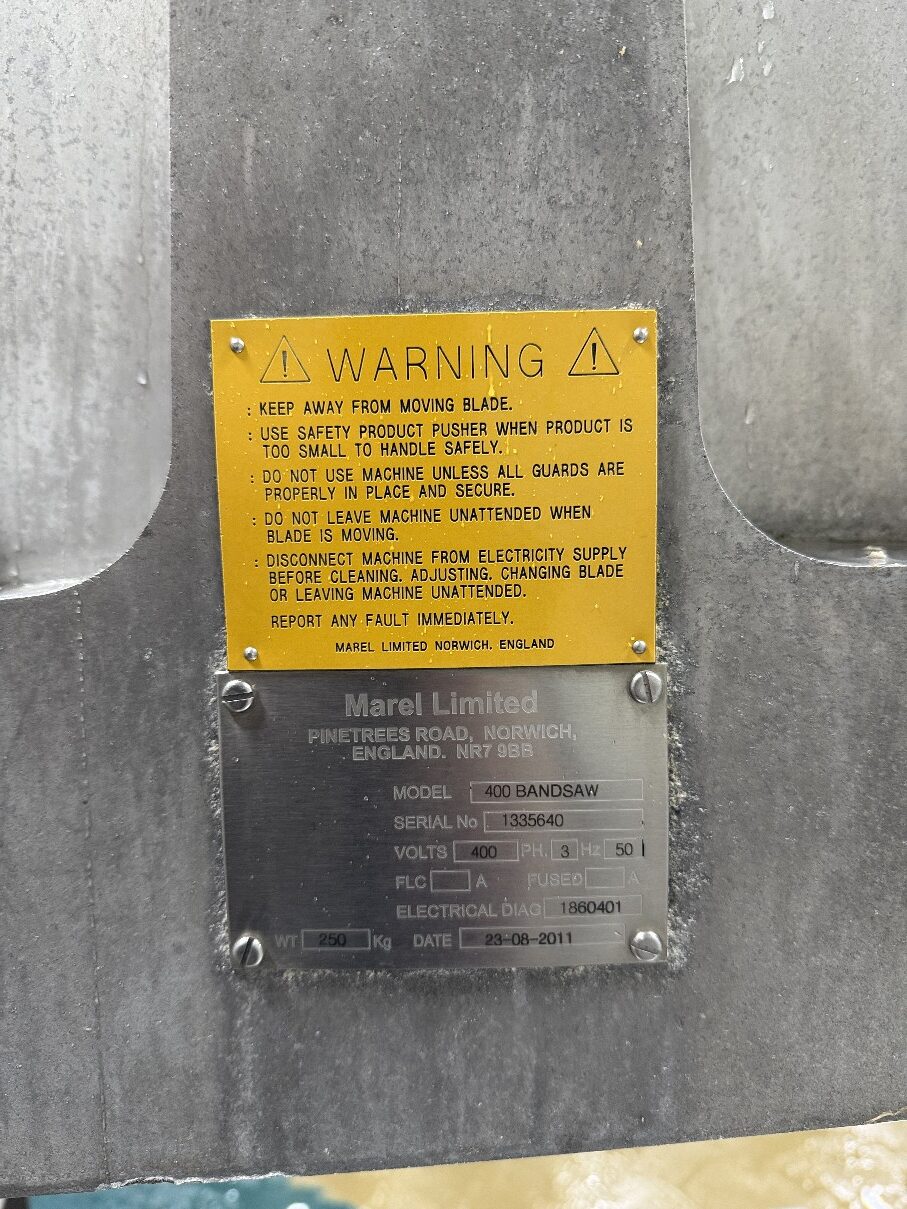 WARNING
: KEEP AWAY FROM MOVING BLADE.
: USE SAFETY PRODUCT PUSHER WHEN PRODUCT IS
TOO SMALL TO HANDLE SAFELY.
: DO NOT USE MACHINE UNLESS ALL GUARDS ARE
PROPERLY IN PLACE AND SECURE.
: DO NOT LEAVE MACHINE UNATTENDED WHEN
BLADE IS MOVING.
: DISCONNECT MACHINE FROM ELECTRICITY SUPPLY
BEFORE CLEANING. ADJUSTING. CHANGING BLADE
OR LEAVING MACHINE UNATTENDED.
REPORT ANY FAULT IMMEDIATELY.
MAREL LIMITED NORWICH, ENGLAND
Marel Limited
PINETREES ROAD, NORWICH,
ENGLAND. NR7 9BB
MODEL 400 BANDSAW
SERIAL No 1335640
VOLTS 400 PH. 3 Hz 50
FLC A FUSED A
ELECTRICAL DIAG 1860401
WT 250 Kg DATE 23-08-2011